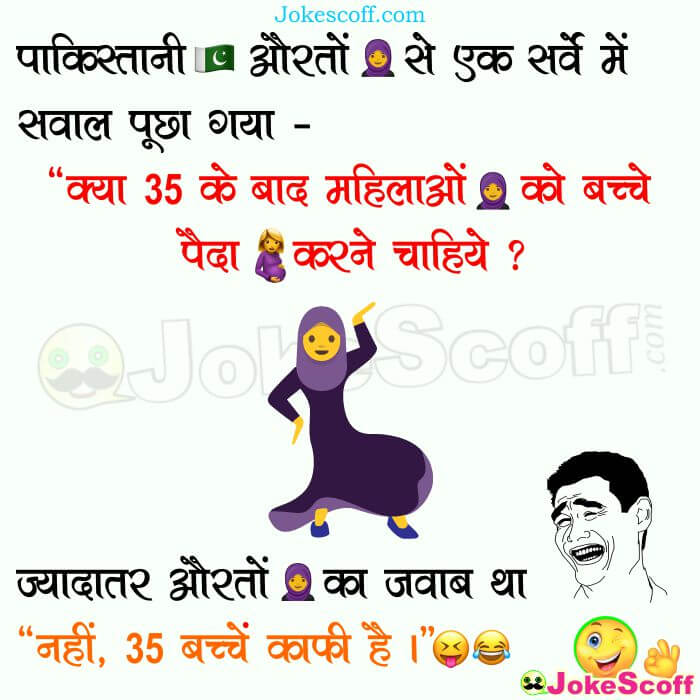 Jokescoff.com
पाकिस्तानी औरतों से एक सर्वे में
सवाल पूछा गया -
“क्या 35 के बाद महिलाओं को बच्चे
पैदा करने चाहिये ?
JokeScoff.com
ज्यादातर औरतों का जवाब था
“नहीं, 35 बच्चें काफी है ।”
JokeScoff